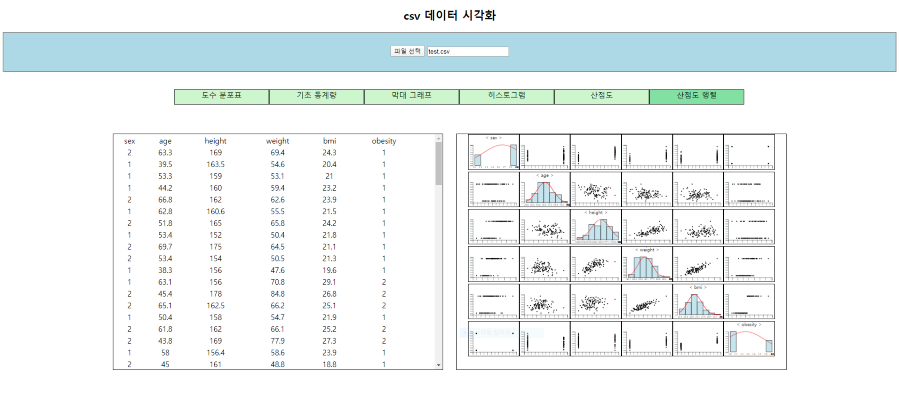 csv 데이터 시각화
파일 선택 test.csv
도수 분포표 기초 통계량 막대 그래프 히스토그램 산점도 산점도 행렬
sex age height weight bmi obesity
2 63.3 169 69.4 24.3 1
1 39.5 163.5 54.6 20.4 1
1 53.3 159 53.1 21 1
1 44.2 160 59.4 23.2 1
2 66.8 162 62.6 23.9 1
1 62.8 160.6 55.5 21.5 1
2 51.8 165 65.8 24.2 1
1 53.4 152 50.4 21.8 1
2 69.7 175 64.5 21.1 1
2 53.4 154 50.5 21.3 1
1 38.3 156 47.6 19.6 1
1 63.1 156 70.8 29.1 2
2 45.4 178 84.8 26.8 2
2 65.1 162.5 66.2 25.1 2
1 50.4 158 54.7 21.9 1
2 61.8 162 66.1 25.2 2
2 43.8 169 77.9 27.3 2
1 58 156.4 58.6 23.9 1
2 45 161 48.8 18.8 1
< sex >
< age >
< height >
< weight >
< bmi >
< obesity >